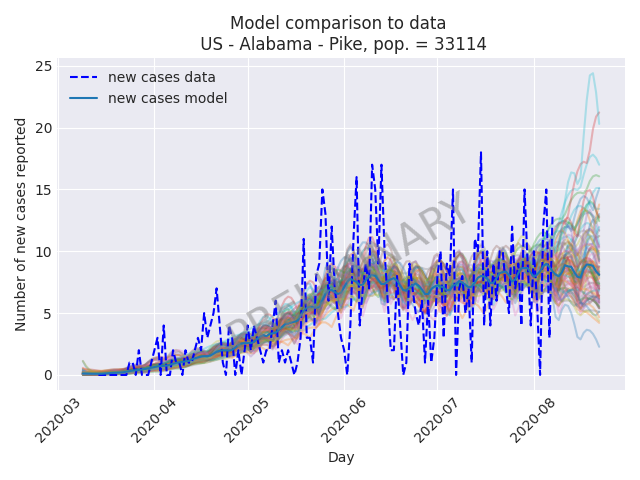 Model comparison to data
US - Alabama - Pike, pop. = 33114
new cases data
new cases model
PRELIMINARY
Number of new cases reported
25
20
15
10
5
0
2020-03
2020-04
2020-05
2020-06
2020-07
2020-08
Day